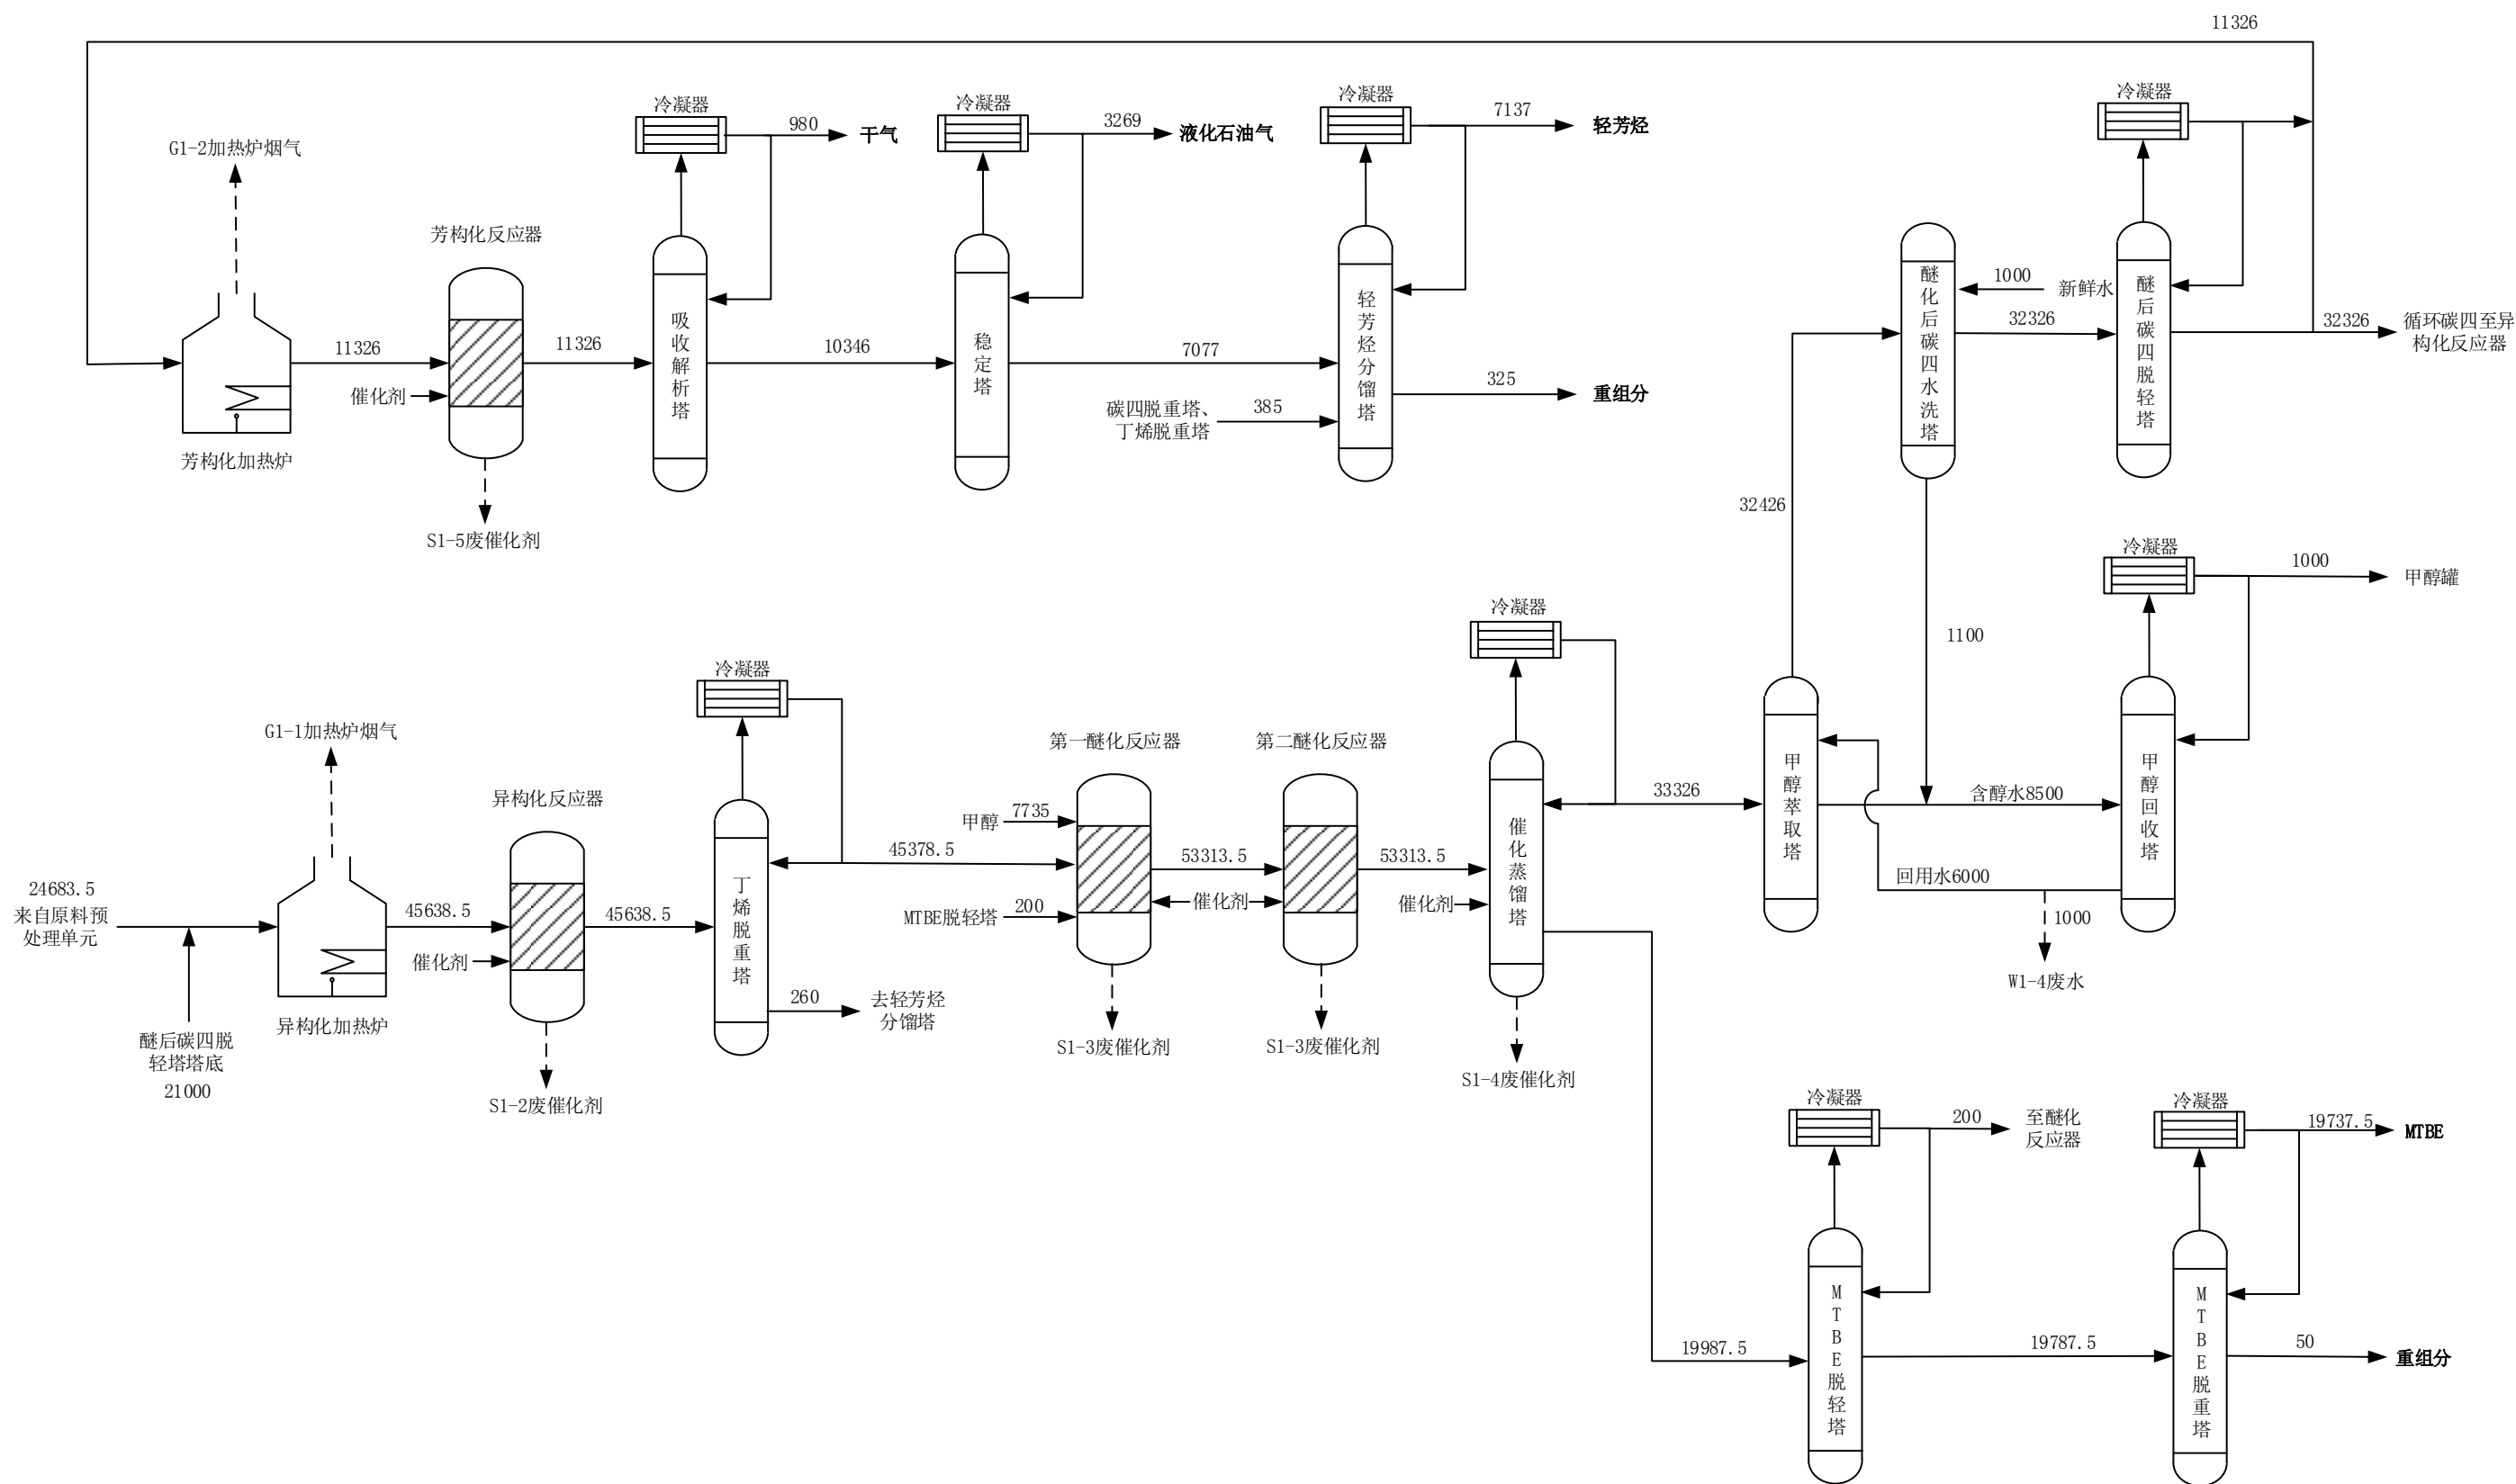 11326
冷凝器
980
干气
冷凝器
3269
液化石油气
冷凝器
7137
轻芳烃
冷凝器
G1-2加热炉烟气
芳构化反应器
11326
催化剂
芳构化加热炉
S1-5废催化剂
11326
吸收解析塔
10346
稳定塔
7077
碳四脱重塔、
丁烯脱重塔
385
轻芳烃分馏塔
325
重组分
醚化后碳四水洗塔
1000
新鲜水
32326
醚后碳四脱轻塔
32326
循环碳四至异
构化反应器
32426
1100
冷凝器
1000
甲醇罐
冷凝器
冷凝器
G1-1加热炉烟气
24683.5
来自原料预
处理单元
醚后碳四脱
轻塔塔底
21000
异构化加热炉
45638.5
催化剂
异构化反应器
S1-2废催化剂
45638.5
丁烯脱重塔
260
去轻芳烃
分馏塔
45378.5
第一醚化反应器
甲醇
7735
MTBE脱轻塔
200
S1-3废催化剂
53313.5
催化剂
第二醚化反应器
S1-3废催化剂
53313.5
催化剂
催化蒸馏塔
S1-4废催化剂
33326
甲醇萃取塔
含醇水8500
回用水6000
甲醇回收塔
1000
W1-4废水
冷凝器
200
至醚化
反应器
冷凝器
19737.5
MTBE
19987.5
MTBE脱轻塔
19787.5
MTBE脱重塔
50
重组分